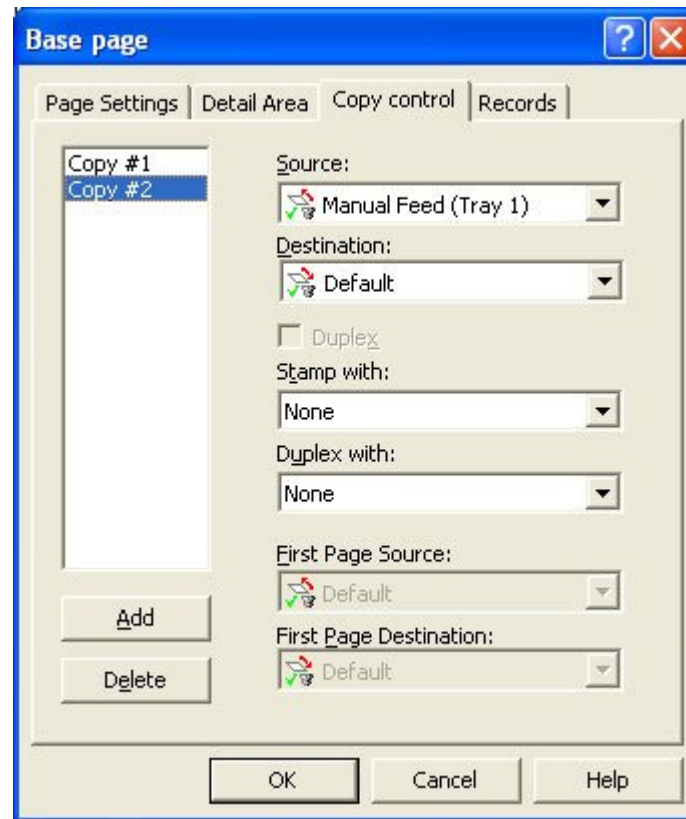 Base page
Page Settings Detail Area Copy control Records
Copy #1
Copy #2
Add
Delete
Source:
Manual Feed (Tray 1)
Destination:
Default
Duplex
Stamp with:
None
Duplex with:
None
First Page Source:
Default
First Page Destination:
Default
OK Cancel Help